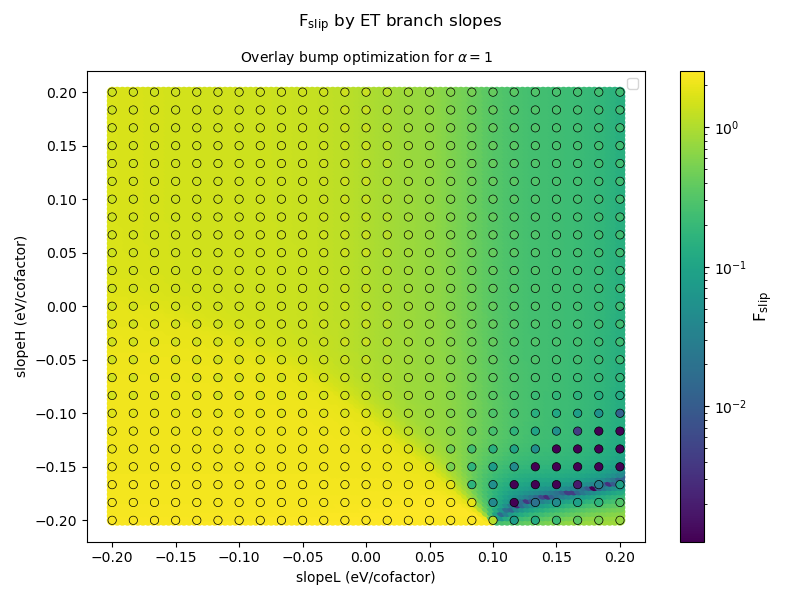 F_slip by ET branch slopes
Overlay bump optimization for α = 1
0.20
0.15
0.10
0.05
0.00
−0.05
−0.10
−0.15
−0.20
slopeH (eV/cofactor)
−0.20 −0.15 −0.10 −0.05 0.00 0.05 0.10 0.15 0.20
slopeL (eV/cofactor)
10⁰
10⁻¹
10⁻²
F_slip